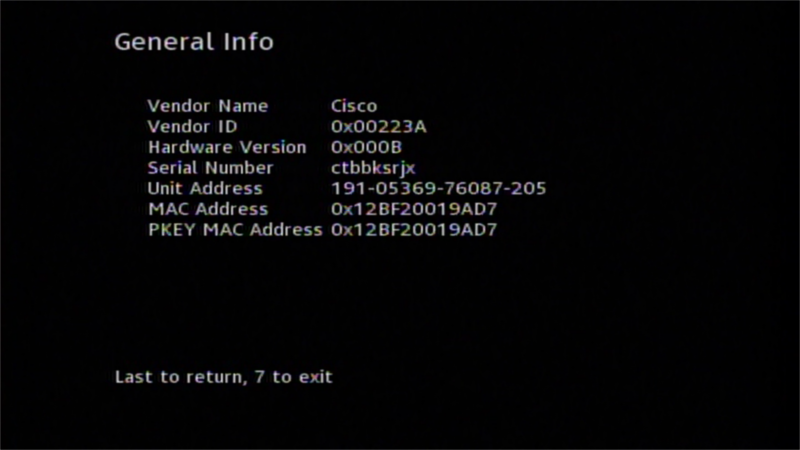 General Info
Vendor Name Cisco
Vendor ID 0x00223A
Hardware Version 0x000B
Serial Number ctbbksrjx
Unit Address 191-05369-76087-205
MAC Address 0x12BF20019AD7
PKEY MAC Address 0x12BF20019AD7
Last to return, 7 to exit